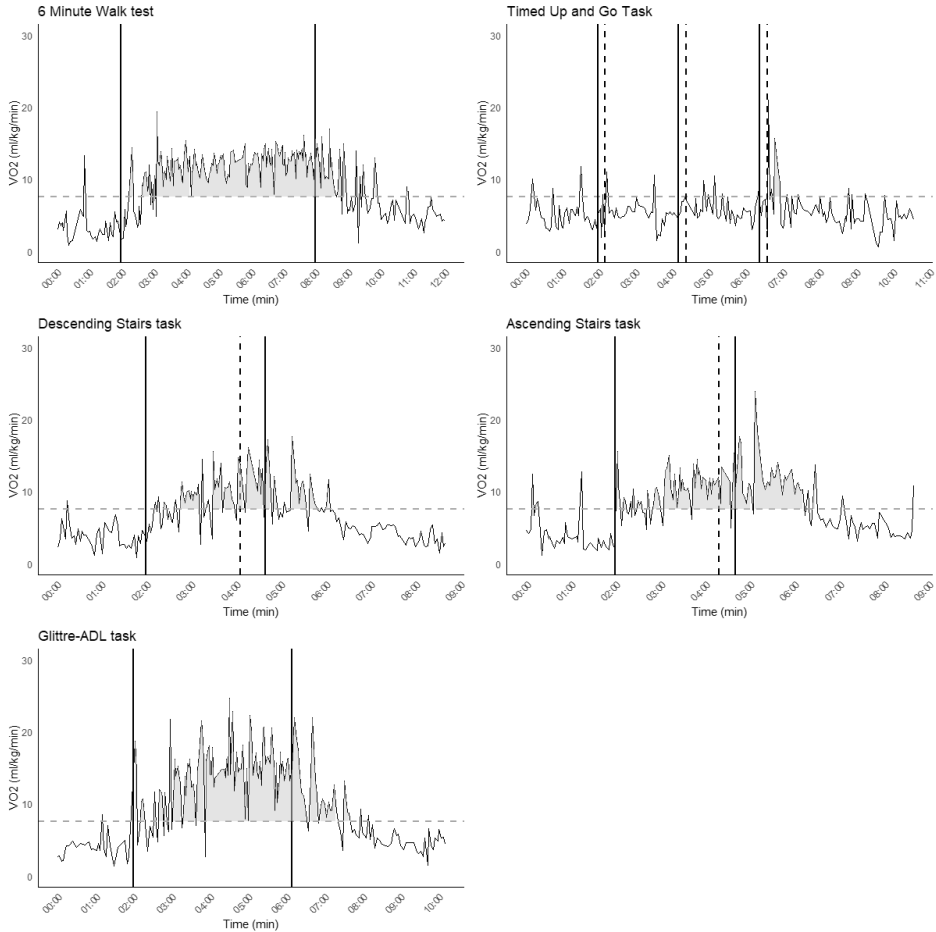 6 Minute Walk test
VO2 (ml/kg/min)
30
20
10
0
00:00 01:00 02:00 03:00 04:00 05:00 06:00 07:00 08:00 09:00 10:00 11:00 12:00
Time (min)
Timed Up and Go Task
VO2 (ml/kg/min)
30
20
10
0
00:00 01:00 02:00 03:00 04:00 05:00 06:00 07:00 08:00 09:00 10:00 11:00
Time (min)
Descending Stairs task
VO2 (ml/kg/min)
30
20
10
0
00:00 01:00 02:00 03:00 04:00 05:00 06:00 07:00 08:00 09:00
Time (min)
Ascending Stairs task
VO2 (ml/kg/min)
30
20
10
0
00:00 01:00 02:00 03:00 04:00 05:00 06:00 07:00 08:00 09:00
Time (min)
Glittre-ADL task
VO2 (ml/kg/min)
30
20
10
0
00:00 01:00 02:00 03:00 04:00 05:00 06:00 07:00 08:00 09:00 10:00
Time (min)